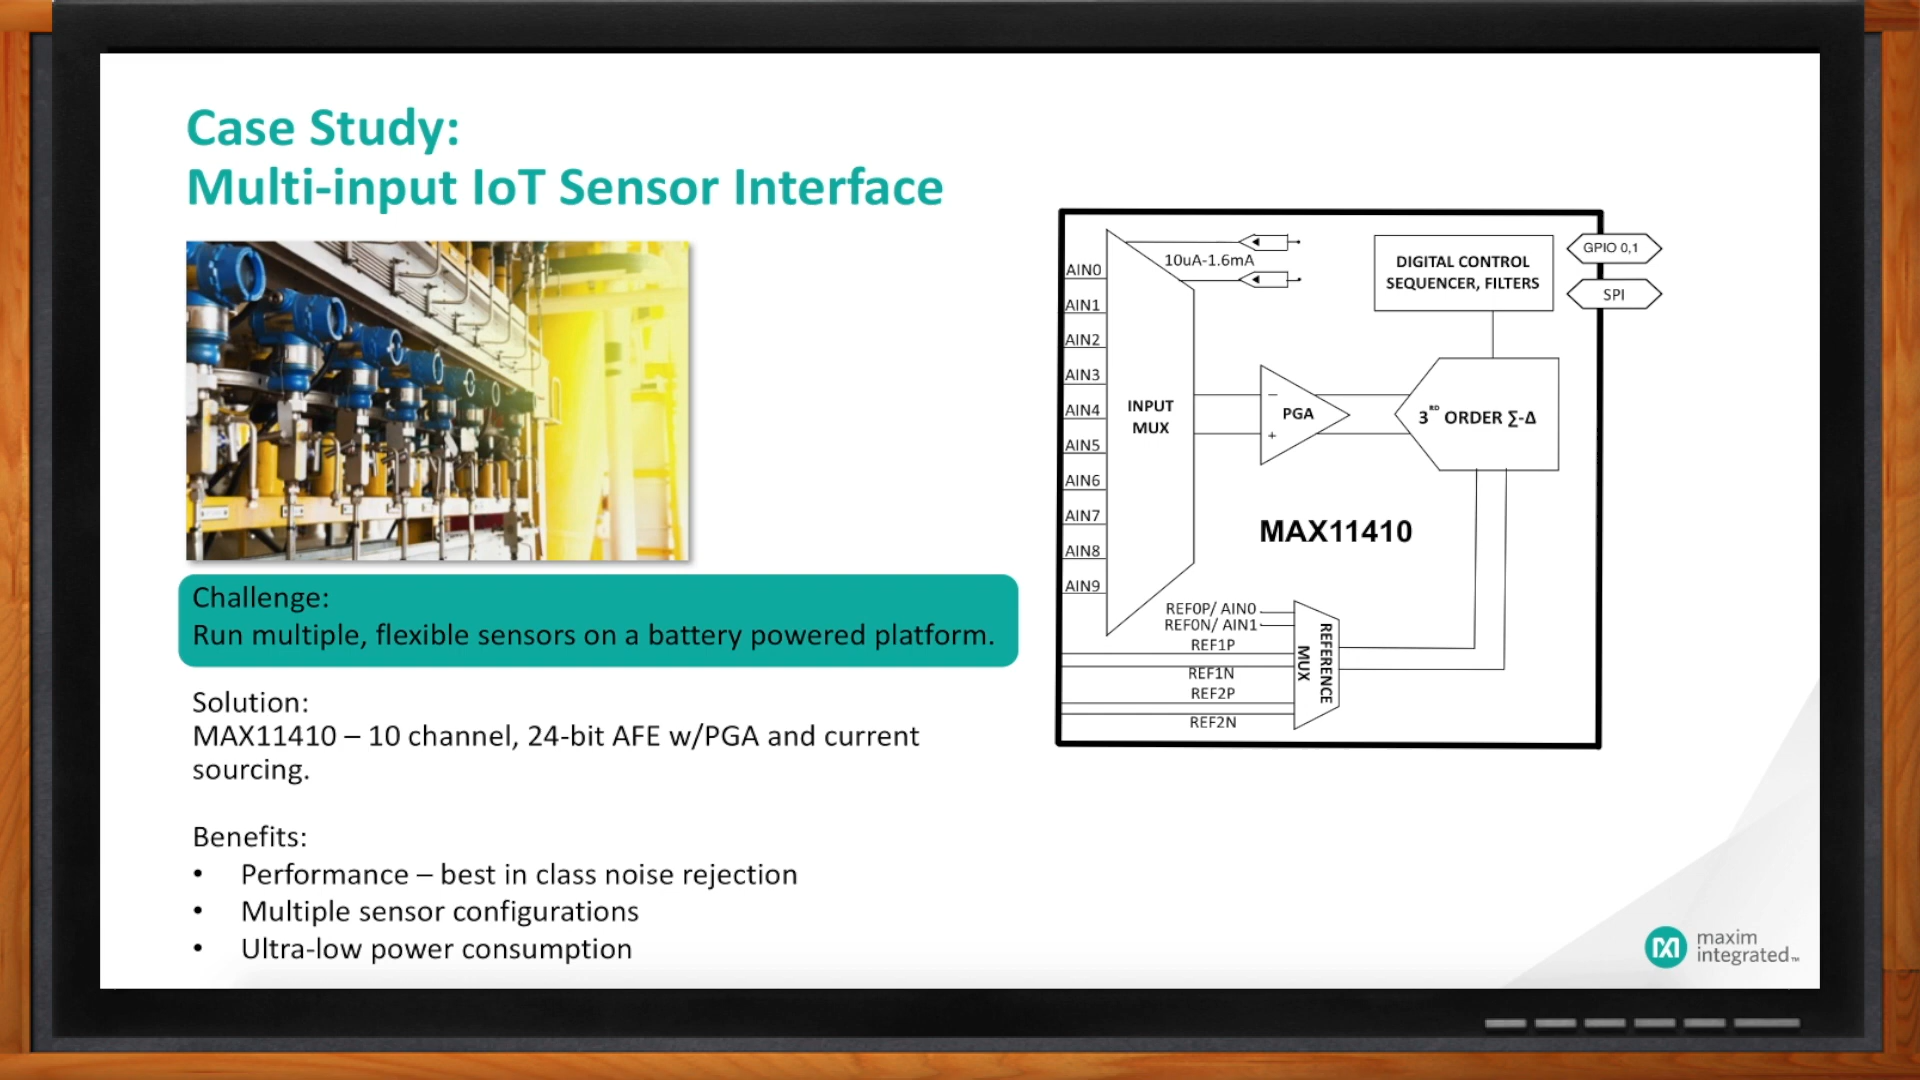 Case Study:
Multi-input IoT Sensor Interface
Challenge:
Run multiple, flexible sensors on a battery powered platform.
Solution:
MAX11410 – 10 channel, 24-bit AFE w/PGA and current
sourcing.
Benefits:
• Performance – best in class noise rejection
• Multiple sensor configurations
• Ultra-low power consumption
AIN0
AIN1
AIN2
AIN3
AIN4
AIN5
AIN6
AIN7
AIN8
AIN9
INPUT
MUX
10uA-1.6mA
DIGITAL CONTROL
SEQUENCER, FILTERS
GPIO 0,1
SPI
−
PGA
+
3RD ORDER ∑-Δ
MAX11410
REF0P/ AIN0
REF0N/ AIN1
REF1P
REF1N
REF2P
REF2N
REFERENCE
MUX
maxim
integrated™